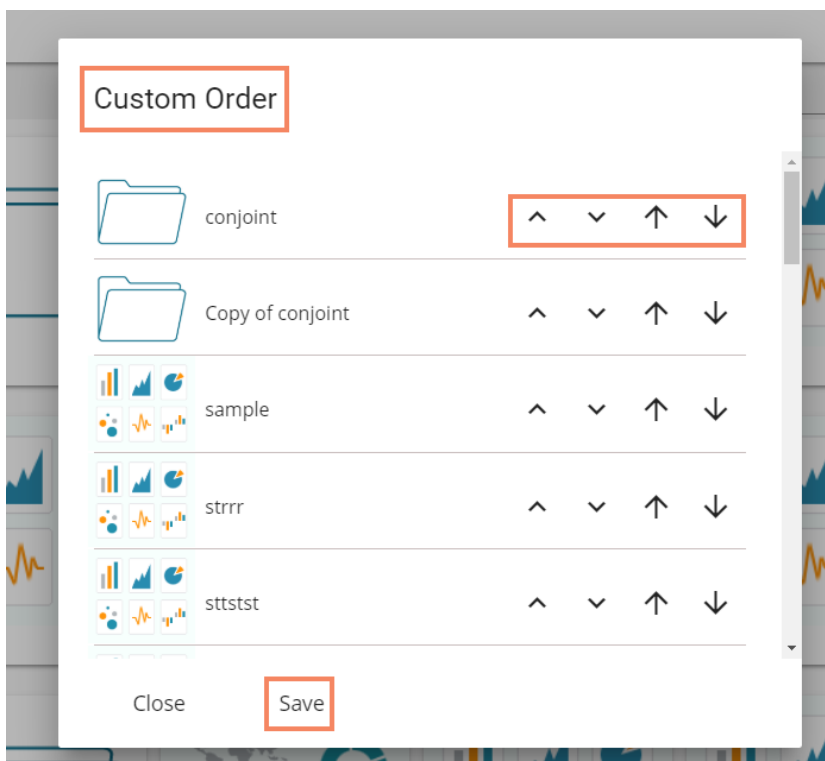 Custom Order
conjoint
Copy of conjoint
sample
strrr
sttstst
Close Save